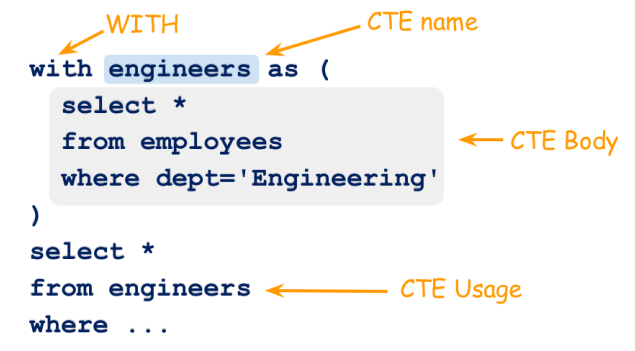 WITH
CTE name
with engineers as (
select *
from employees
CTE Body
where dept='Engineering'
)
select *
from engineers
CTE Usage
where ...